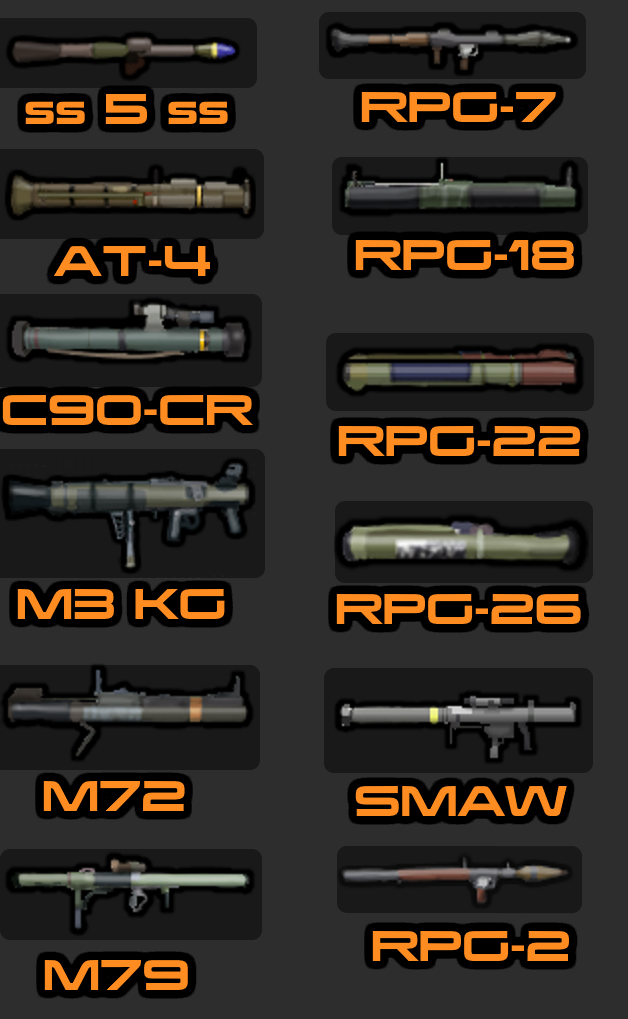 ss 5 ss
RPG-7
AT-4
RPG-18
C90-CR
RPG-22
M3 KG
RPG-26
M72
SMAW
M79
RPG-2